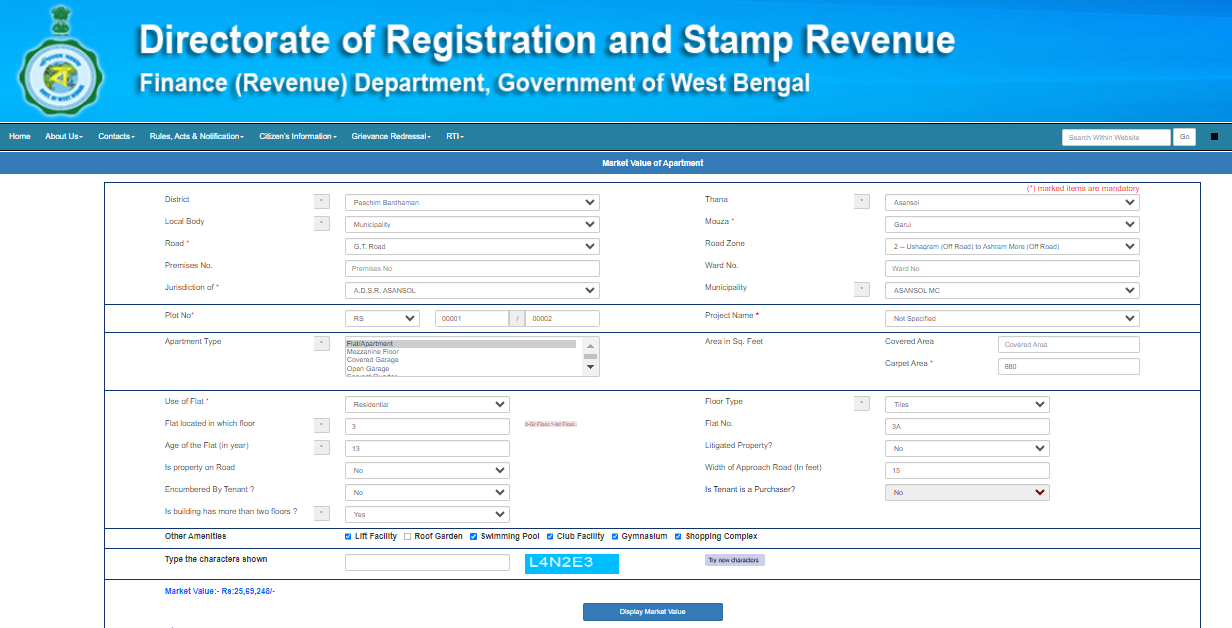 Directorate of Registration and Stamp Revenue
Finance (Revenue) Department, Government of West Bengal
Home About Us Contacts Rules, Acts & Notification Citizen's Information Grievance Redressal RTI Search Within Website Go
Market Value of Apartment
(*) marked items are mandatory
District * Paschim Bardhaman Thana * Asansol
Local Body * Municipality Mouza * Garui
Road * G.T. Road Road Zone 2 -- Ushagram (Off Road) to Ashram More (Off Road)
Premises No. Premises No Ward No. Ward No
Jurisdiction of * A.D.S.R. ASANSOL Municipality * ASANSOL MC
Plot No* RS 00001 / 00002 Project Name * Not Specified
Apartment Type * Flat/Apartment Area in Sq. Feet Covered Area Covered Area
Mezzanine Floor
Covered Garage Carpet Area * 880
Open Garage
Use of Flat * Residential Floor Type * Tiles
Flat located in which floor * 3 0-Gr Floor,1-Ist Floor.. Flat No. 3A
Age of the Flat (in year) * 13 Litigated Property? No
Is property on Road No Width of Approach Road (In feet) 15
Encumbered By Tenant ? No Is Tenant is a Purchaser? No
Is building has more than two floors ? * Yes
Other Amenities Lift Facility Roof Garden Swimming Pool Club Facility Gymnasium Shopping Complex
Type the characters shown L4N2E3 Try now characters
Market Value:- Rs:25,69,248/-
Display Market Value